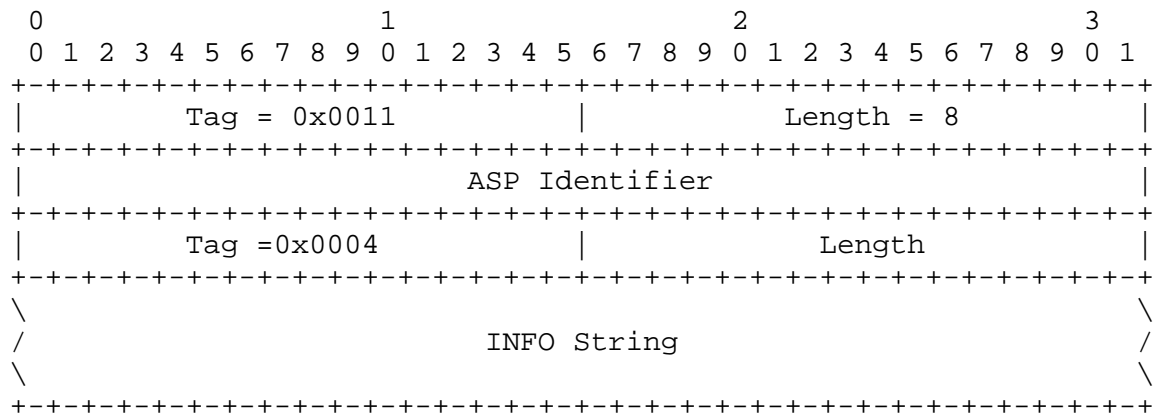 0                   1                   2                   3
 0 1 2 3 4 5 6 7 8 9 0 1 2 3 4 5 6 7 8 9 0 1 2 3 4 5 6 7 8 9 0 1
+-+-+-+-+-+-+-+-+-+-+-+-+-+-+-+-+-+-+-+-+-+-+-+-+-+-+-+-+-+-+-+-+
|         Tag = 0x0011          |           Length = 8          |
+-+-+-+-+-+-+-+-+-+-+-+-+-+-+-+-+-+-+-+-+-+-+-+-+-+-+-+-+-+-+-+-+
|                         ASP Identifier                        |
+-+-+-+-+-+-+-+-+-+-+-+-+-+-+-+-+-+-+-+-+-+-+-+-+-+-+-+-+-+-+-+-+
|         Tag =0x0004           |             Length            |
+-+-+-+-+-+-+-+-+-+-+-+-+-+-+-+-+-+-+-+-+-+-+-+-+-+-+-+-+-+-+-+-+
\                                                               \
/                          INFO String                          /
\                                                               \
+-+-+-+-+-+-+-+-+-+-+-+-+-+-+-+-+-+-+-+-+-+-+-+-+-+-+-+-+-+-+-+-+